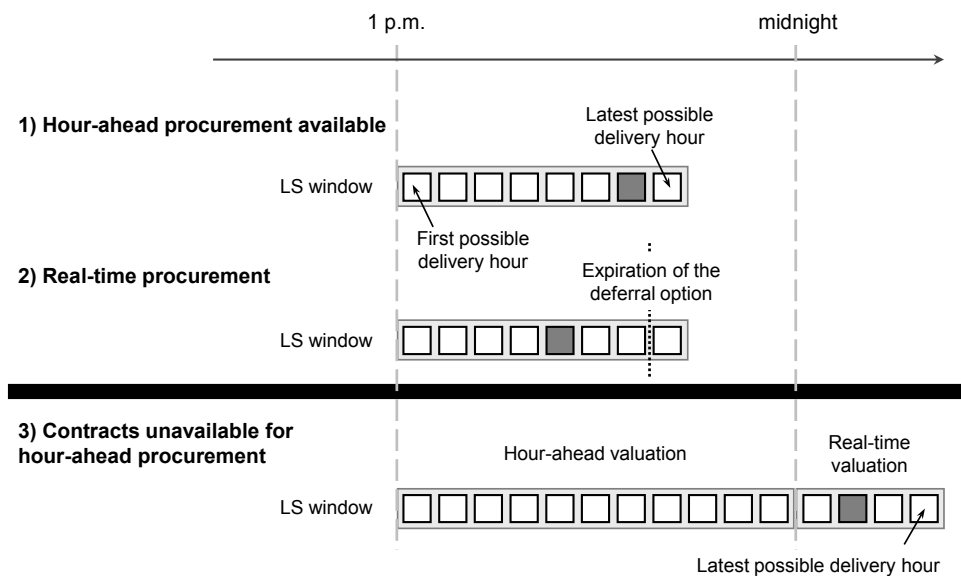 1 p.m.
midnight
1) Hour-ahead procurement available
Latest possible
delivery hour
LS window
First possible
delivery hour
2) Real-time procurement
Expiration of the
deferral option
LS window
3) Contracts unavailable for
hour-ahead procurement
Hour-ahead valuation
Real-time
valuation
LS window
Latest possible delivery hour